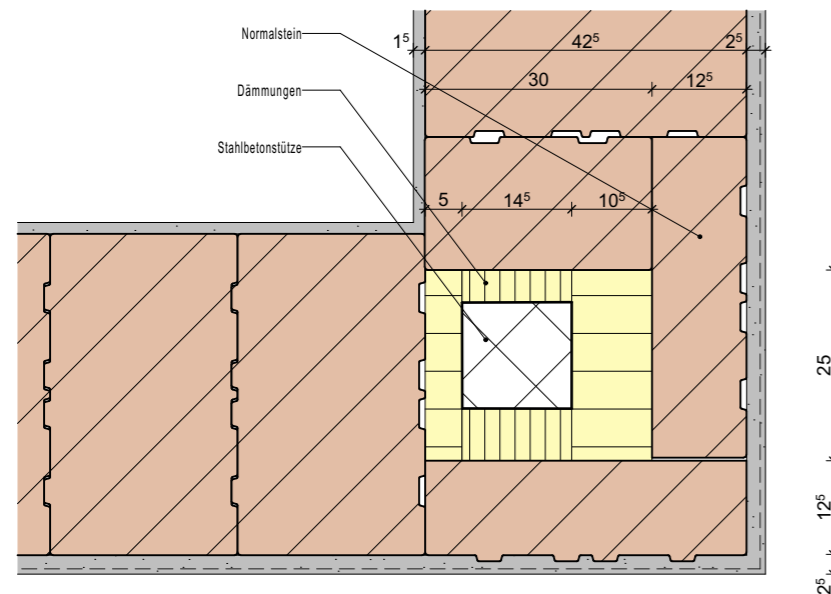 Normalstein
1⁵ 42⁵ 2⁵
30 12⁵
Dämmungen
Stahlbetonstütze
5 14⁵ 10⁵
25
12⁵
2⁵